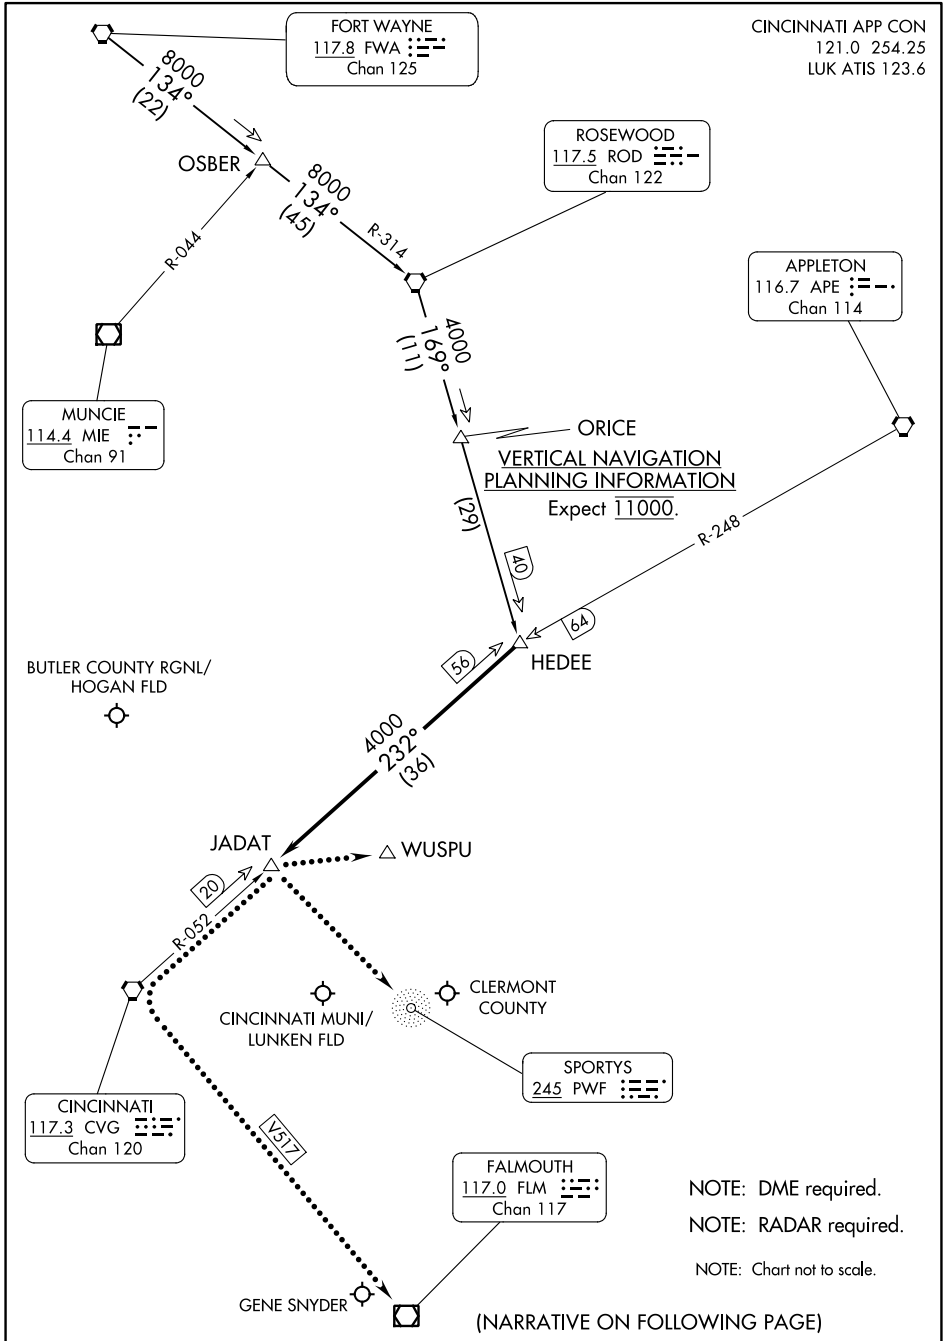 FORT WAYNE
117.8 FWA
Chan 125
CINCINNATI APP CON
121.0 254.25
LUK ATIS 123.6
8000
134°
(22)
OSBER
ROSEWOOD
117.5 ROD
Chan 122
8000
134°
(45)
R-314
R-044
APPLETON
116.7 APE
Chan 114
4000
169°
(11)
MUNCIE
114.4 MIE
Chan 91
ORICE
VERTICAL NAVIGATION
PLANNING INFORMATION
Expect 11000.
(29)
R-248
40
64
56
HEDEE
BUTLER COUNTY RGNL/
HOGAN FLD
4000
232°
(36)
JADAT
WUSPU
20
R-052
CINCINNATI MUNI/
LUNKEN FLD
CLERMONT
COUNTY
SPORTYS
245 PWF
CINCINNATI
117.3 CVG
Chan 120
V517
FALMOUTH
117.0 FLM
Chan 117
NOTE: DME required.
NOTE: RADAR required.
NOTE: Chart not to scale.
GENE SNYDER
(NARRATIVE ON FOLLOWING PAGE)